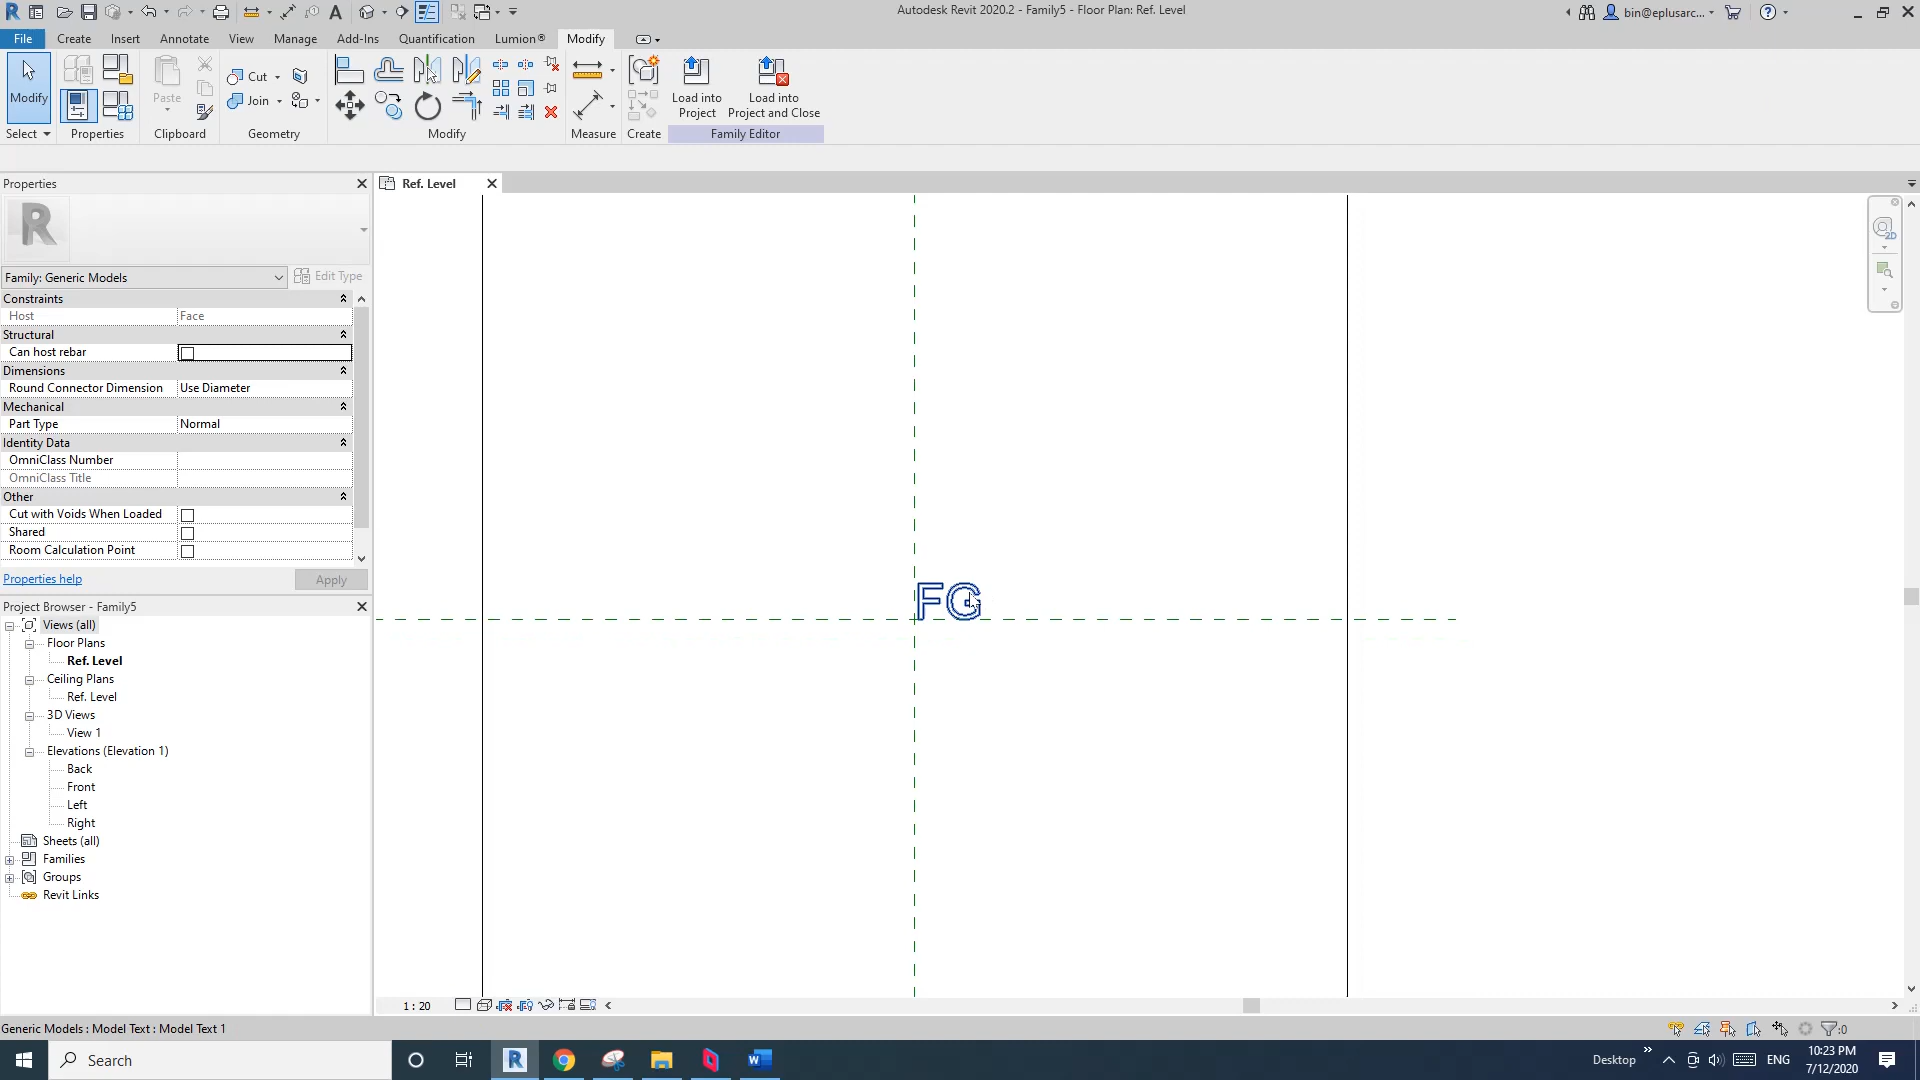 Autodesk Revit 2020.2 - Family5 - Floor Plan: Ref. Level
bin@eplusarc...
File Create Insert Annotate View Manage Add-Ins Quantification Lumion® Modify
Modify
Paste
Cut
Join
Load into
Project
Load into
Project and Close
Select Properties Clipboard Geometry Modify Measure Create Family Editor
Properties
Ref. Level
R
Family: Generic Models
Edit Type
Constraints
Host Face
Structural
Can host rebar
Dimensions
Round Connector Dimension Use Diameter
Mechanical
Part Type Normal
Identity Data
OmniClass Number
OmniClass Title
Other
Cut with Voids When Loaded
Shared
Room Calculation Point
Properties help
Apply
Project Browser - Family5
Views (all)
Floor Plans
Ref. Level
Ceiling Plans
Ref. Level
3D Views
View 1
Elevations (Elevation 1)
Back
Front
Left
Right
Sheets (all)
Families
Groups
Revit Links
2D
FG
1 : 20
Generic Models : Model Text : Model Text 1
:0
Search
Desktop
ENG
10:23 PM
7/12/2020